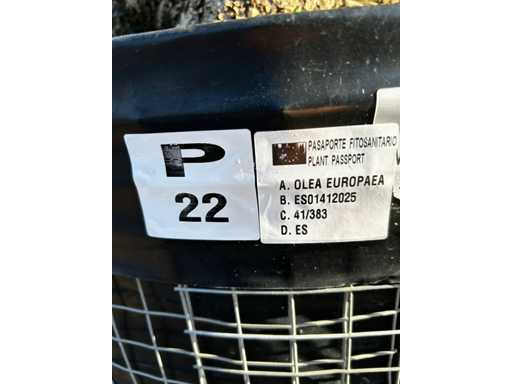 P
22
PASAPORTE FITOSANITARIO
PLANT PASSPORT
A. OLEA EUROPAEA
B. ES01412025
C. 41/383
D. ES